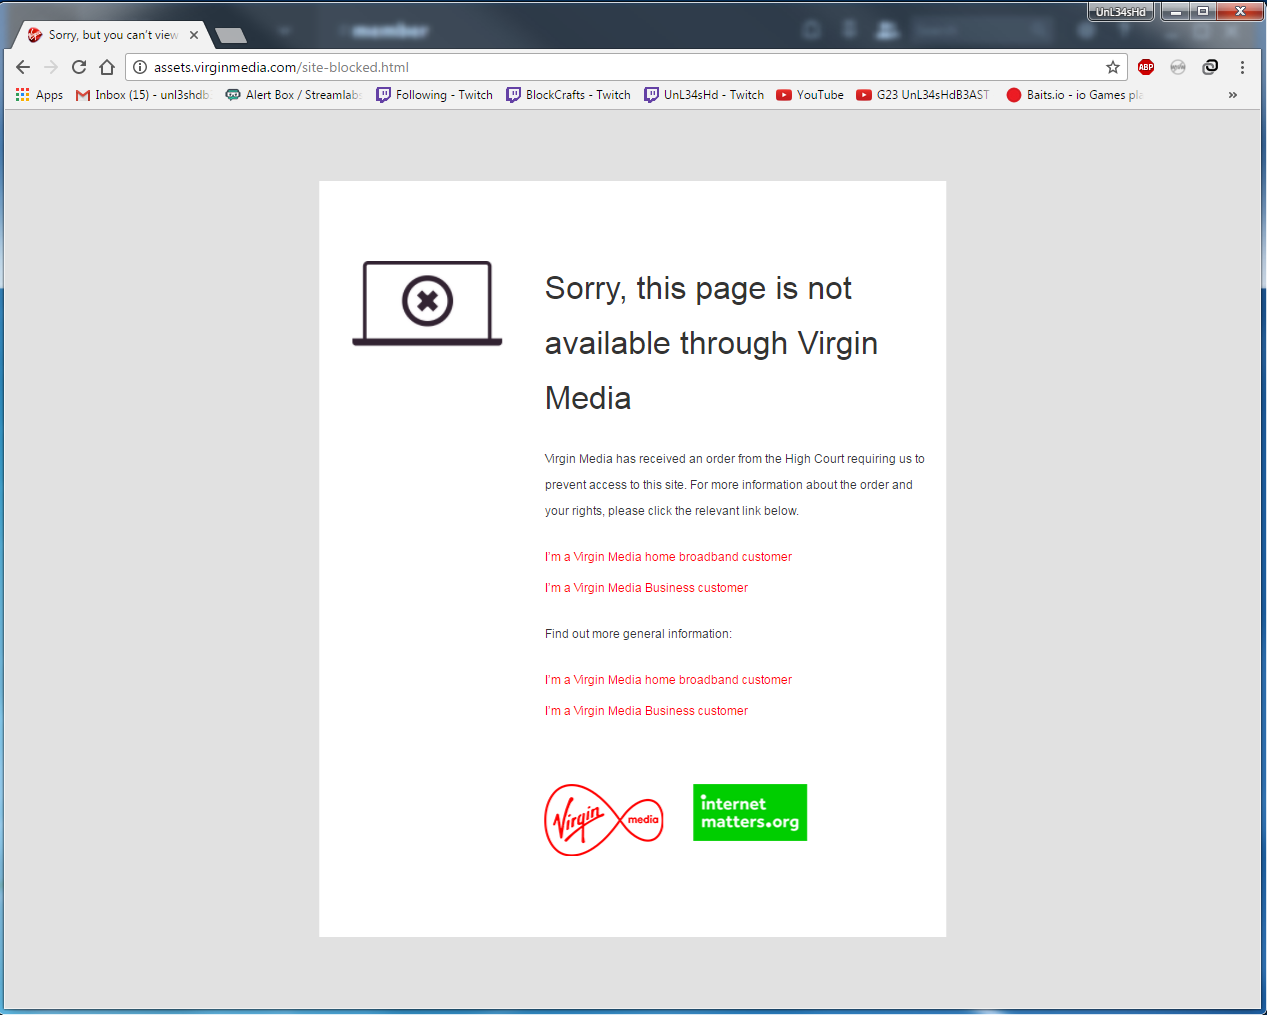 UnL34sHd
Sorry, but you can't view
assets.virginmedia.com/site-blocked.html
ABP
Apps
Inbox (15) - unl3shdb
Alert Box / Streamlabs
Following - Twitch
BlockCrafts - Twitch
UnL34sHd - Twitch
YouTube
G23 UnL34sHdB3AST
Baits.io - io Games pla
»
Sorry, this page is not
available through Virgin
Media
Virgin Media has received an order from the High Court requiring us to
prevent access to this site. For more information about the order and
your rights, please click the relevant link below.
I'm a Virgin Media home broadband customer
I'm a Virgin Media Business customer
Find out more general information:
I'm a Virgin Media home broadband customer
I'm a Virgin Media Business customer
Virgin media
internet
matters.org